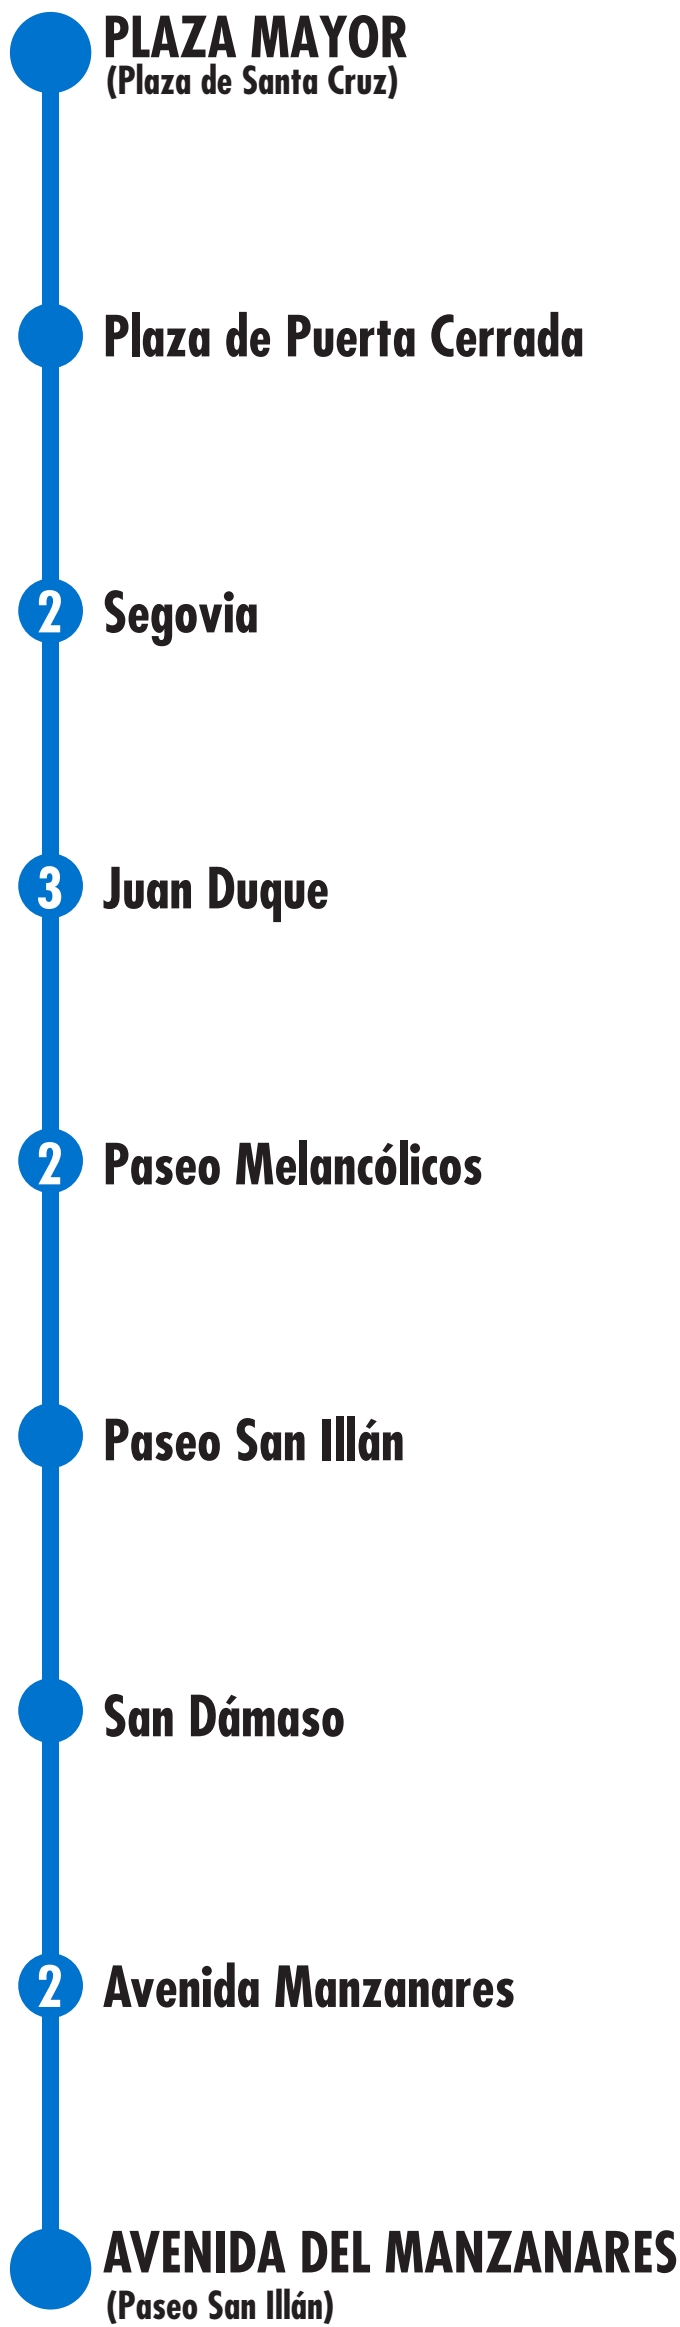 PLAZA MAYOR
(Plaza de Santa Cruz)
Plaza de Puerta Cerrada
2 Segovia
3 Juan Duque
2 Paseo Melancólicos
Paseo San Illán
San Dámaso
2 Avenida Manzanares
AVENIDA DEL MANZANARES
(Paseo San Illán)